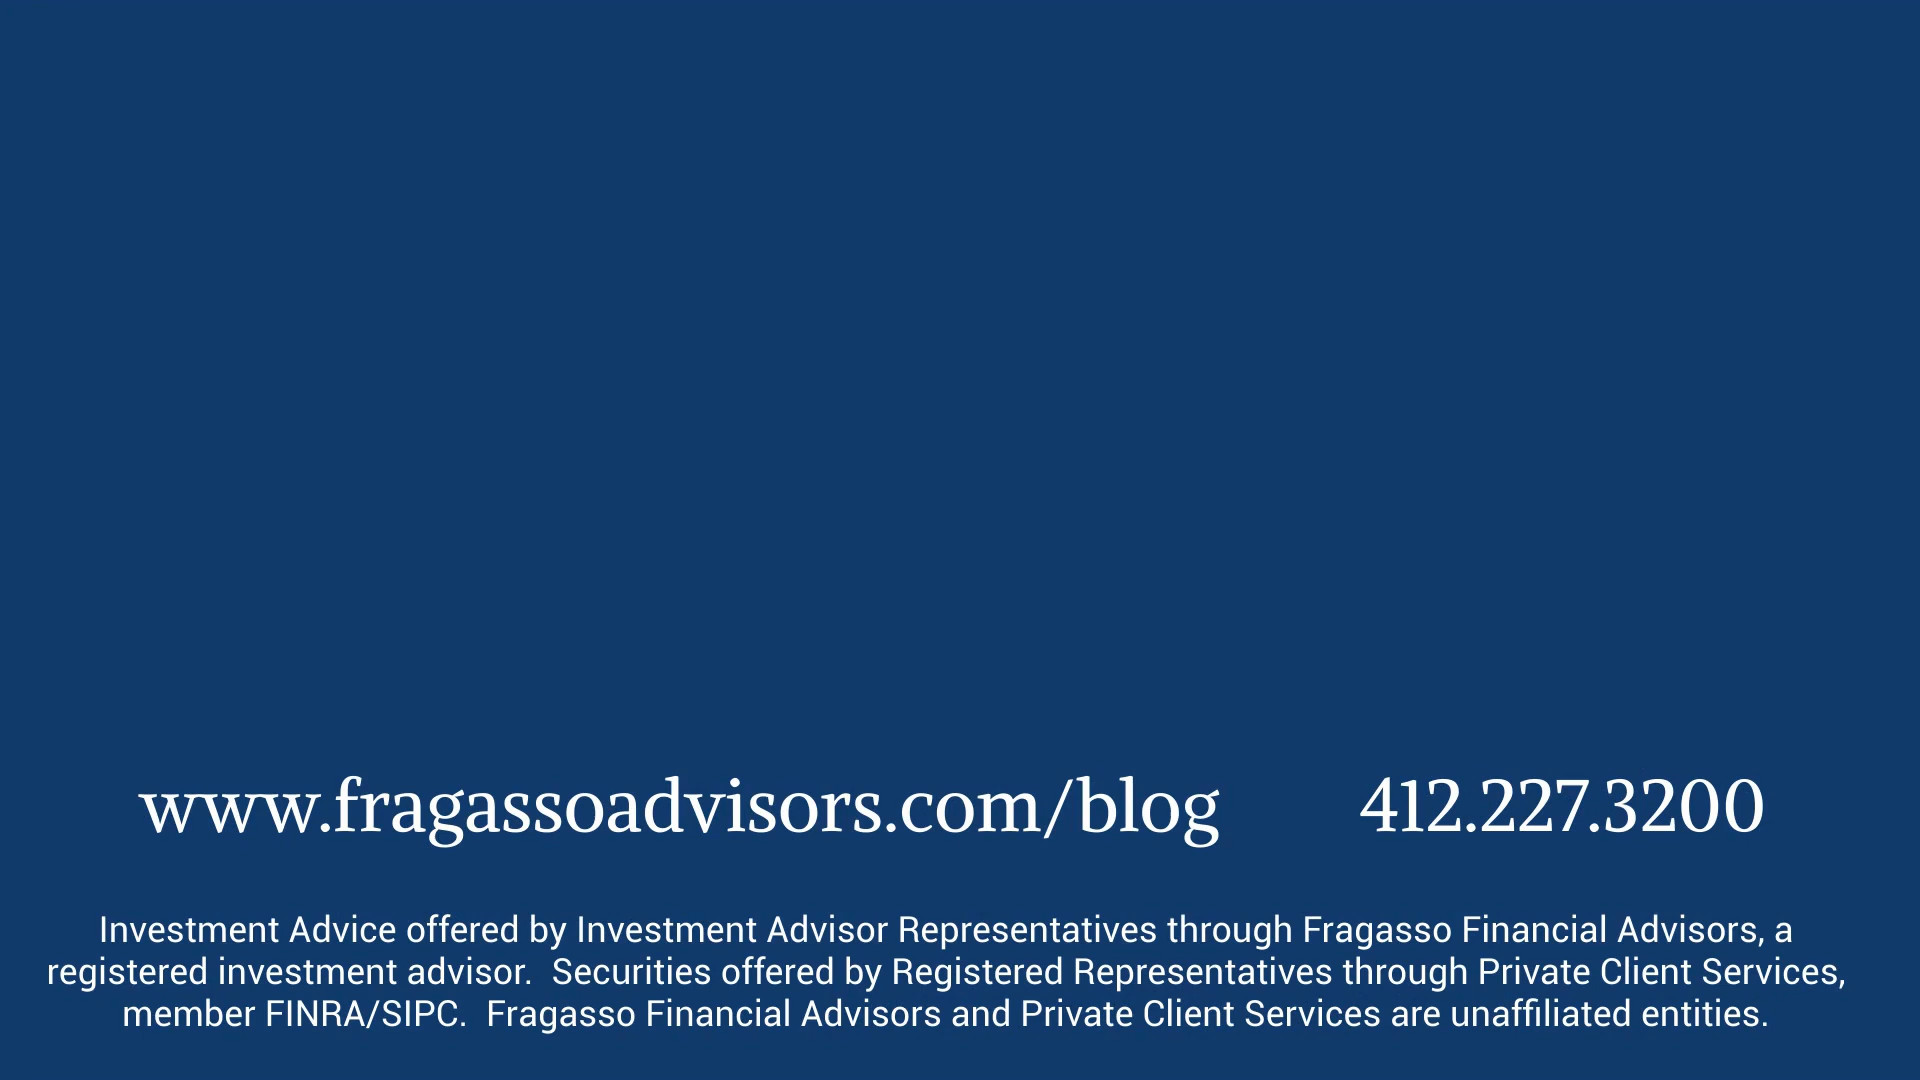 www.fragassoadvisors.com/blog 412.227.3200
Investment Advice offered by Investment Advisor Representatives through Fragasso Financial Advisors, a
registered investment advisor.  Securities offered by Registered Representatives through Private Client Services,
member FINRA/SIPC.  Fragasso Financial Advisors and Private Client Services are unaffiliated entities.